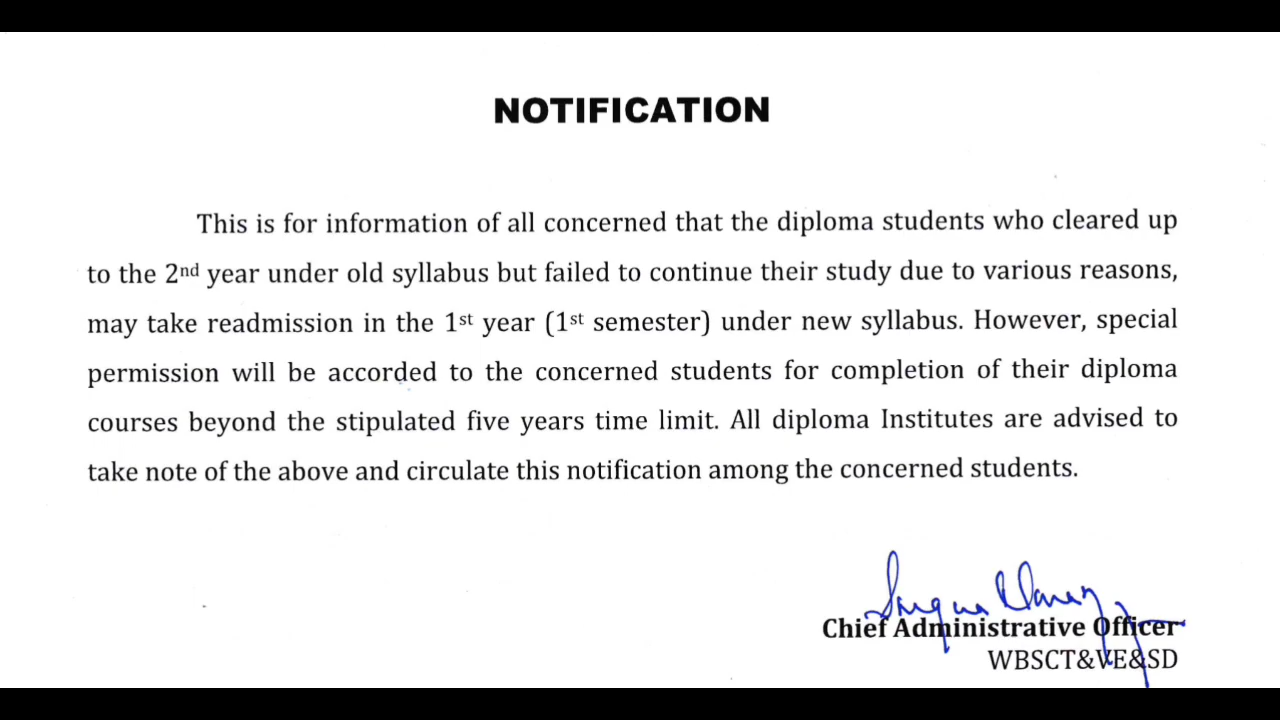 NOTIFICATION
This is for information of all concerned that the diploma students who cleared up
to the 2nd year under old syllabus but failed to continue their study due to various reasons,
may take readmission in the 1st year (1st semester) under new syllabus. However, special
permission will be accorded to the concerned students for completion of their diploma
courses beyond the stipulated five years time limit. All diploma Institutes are advised to
take note of the above and circulate this notification among the concerned students.
Chief Administrative Officer
WBSCT&VE&SD